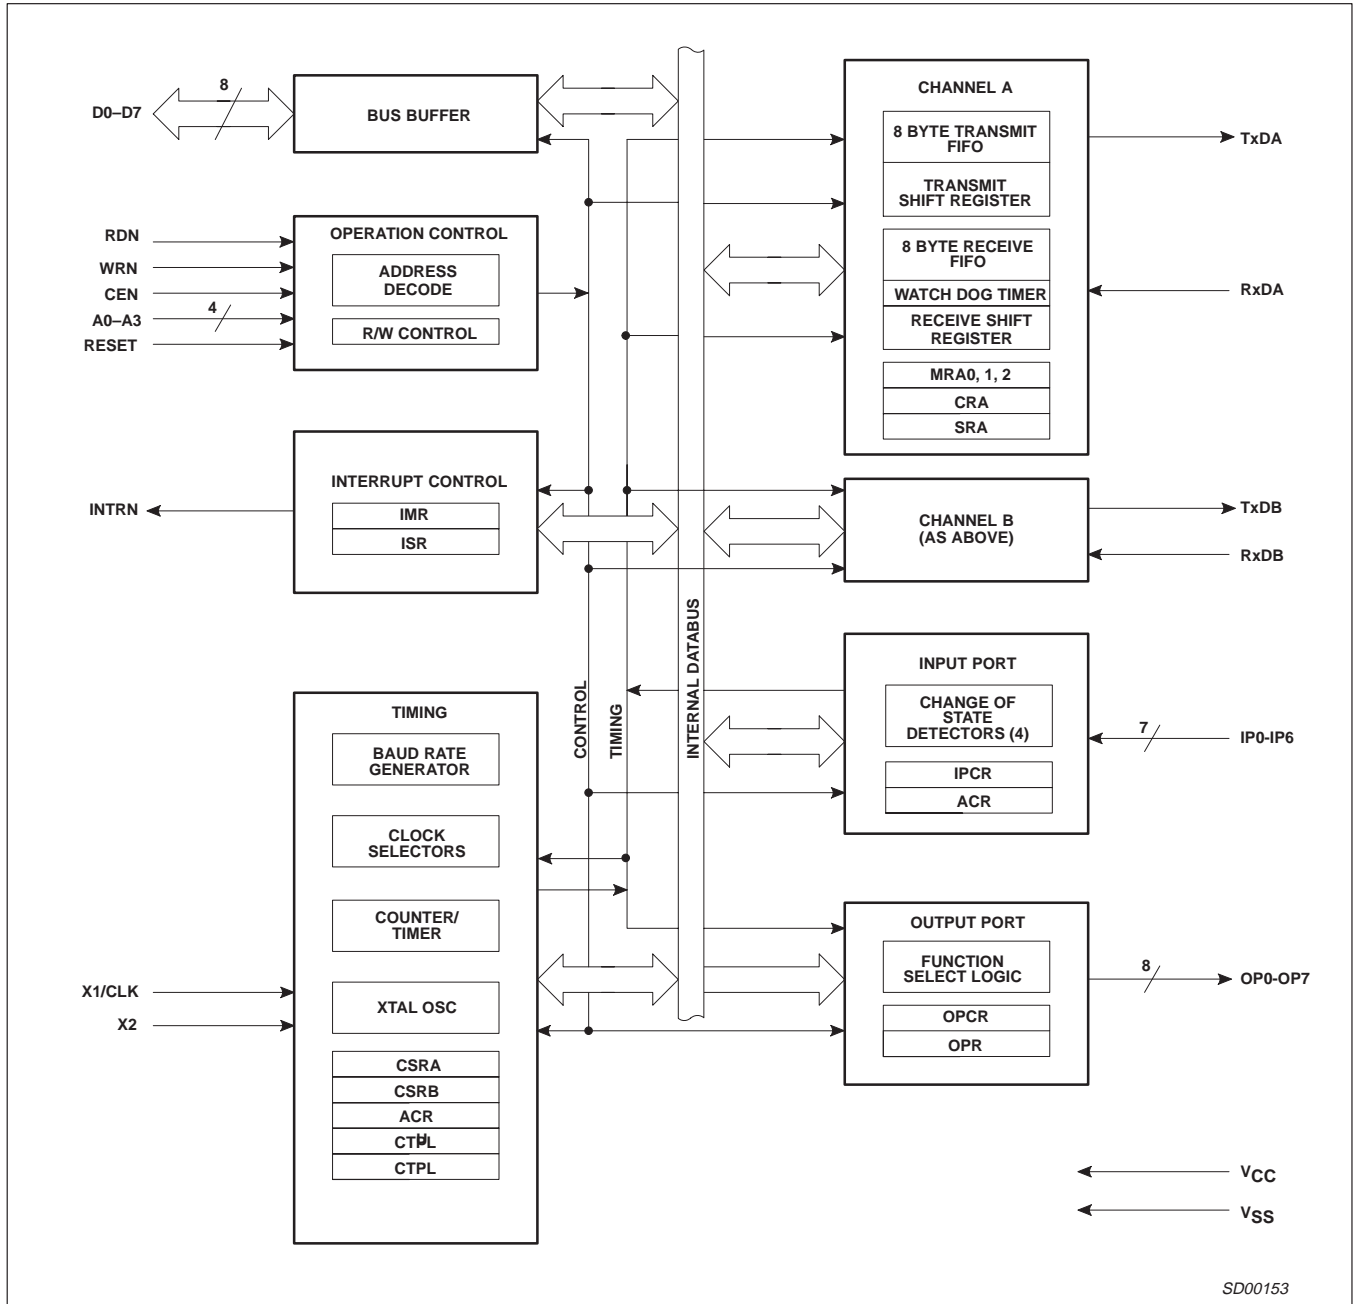 D0–D7
8
BUS BUFFER
RDN
WRN
CEN
A0–A3
4
RESET
OPERATION CONTROL
ADDRESS
DECODE
R/W CONTROL
INTERRUPT CONTROL
IMR
ISR
INTRN
TIMING
BAUD RATE
GENERATOR
CLOCK
SELECTORS
COUNTER/
TIMER
XTAL OSC
CSRA
CSRB
ACR
CTPL
CTPL
X1/CLK
X2
CONTROL
TIMING
INTERNAL DATABUS
CHANNEL A
8 BYTE TRANSMIT
FIFO
TRANSMIT
SHIFT REGISTER
8 BYTE RECEIVE
FIFO
WATCH DOG TIMER
RECEIVE SHIFT
REGISTER
MRA0, 1, 2
CRA
SRA
TxDA
RxDA
CHANNEL B
(AS ABOVE)
TxDB
RxDB
INPUT PORT
CHANGE OF
STATE
DETECTORS (4)
IPCR
ACR
7
IP0-IP6
OUTPUT PORT
FUNCTION
SELECT LOGIC
OPCR
OPR
8
OP0-OP7
VCC
VSS
SD00153